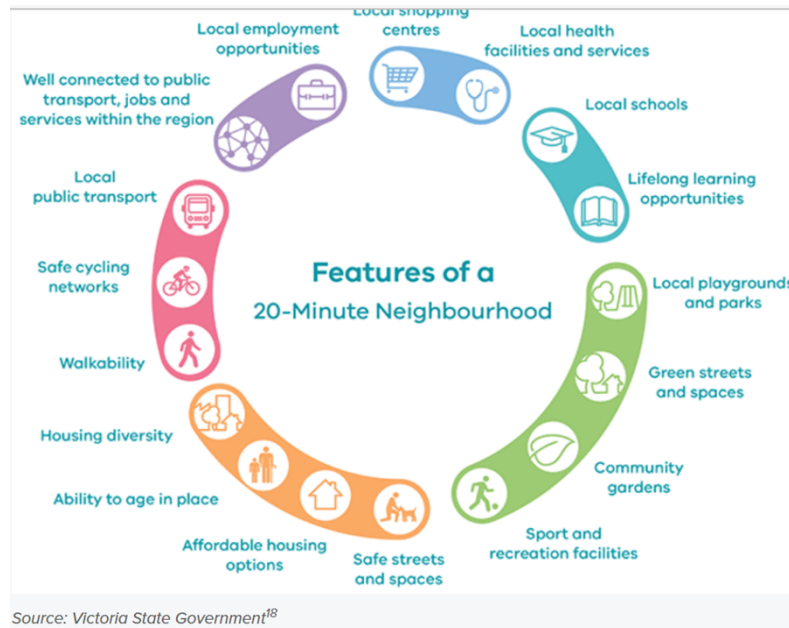 Local shopping
centres
Local health
facilities and services
Local schools
Lifelong learning
opportunities
Local playgrounds
and parks
Green streets
and spaces
Community
gardens
Sport and
recreation facilities
Safe streets
and spaces
Affordable housing
options
Ability to age in place
Housing diversity
Walkability
Safe cycling
networks
Local
public transport
Well connected to public
transport, jobs and
services within the region
Local employment
opportunities
Features of a
20-Minute Neighbourhood
Source: Victoria State Government18